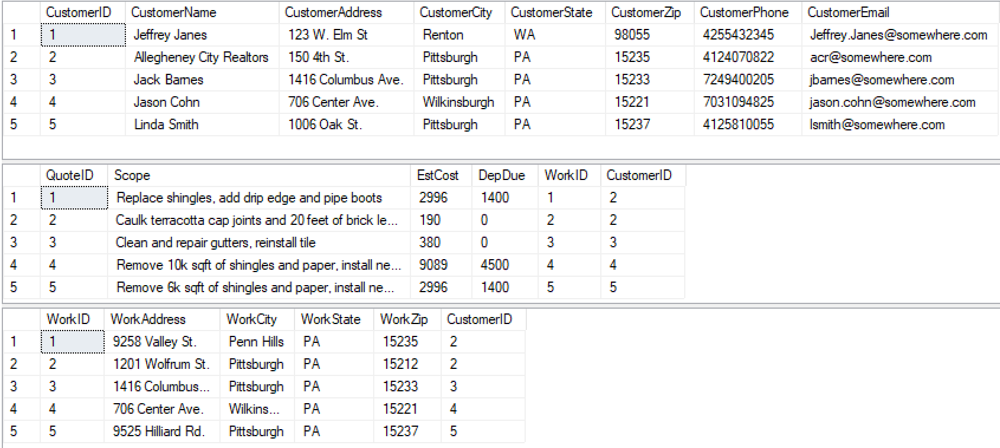 CustomerID CustomerName CustomerAddress CustomerCity CustomerState CustomerZip CustomerPhone CustomerEmail
1 1 Jeffrey Janes 123 W. Elm St Renton WA 98055 4255432345 Jeffrey.Janes@somewhere.com
2 2 Allegheney City Realtors 150 4th St. Pittsburgh PA 15235 4124070822 acr@somewhere.com
3 3 Jack Barnes 1416 Columbus Ave. Pittsburgh PA 15233 7249400205 jbarnes@somewhere.com
4 4 Jason Cohn 706 Center Ave. Wilkinsburgh PA 15221 7031094825 jason.cohn@somewhere.com
5 5 Linda Smith 1006 Oak St. Pittsburgh PA 15237 4125810055 lsmith@somewhere.com
QuoteID Scope EstCost DepDue WorkID CustomerID
1 1 Replace shingles, add drip edge and pipe boots 2996 1400 1 2
2 2 Caulk terracotta cap joints and 20 feet of brick le... 190 0 2 2
3 3 Clean and repair gutters, reinstall tile 380 0 3 3
4 4 Remove 10k sqft of shingles and paper, install ne... 9089 4500 4 4
5 5 Remove 6k sqft of shingles and paper, install ne... 2996 1400 5 5
WorkID WorkAddress WorkCity WorkState WorkZip CustomerID
1 1 9258 Valley St. Penn Hills PA 15235 2
2 2 1201 Wolfrum St. Pittsburgh PA 15212 2
3 3 1416 Columbus... Pittsburgh PA 15233 3
4 4 706 Center Ave. Wilkins... PA 15221 4
5 5 9525 Hilliard Rd. Pittsburgh PA 15237 5